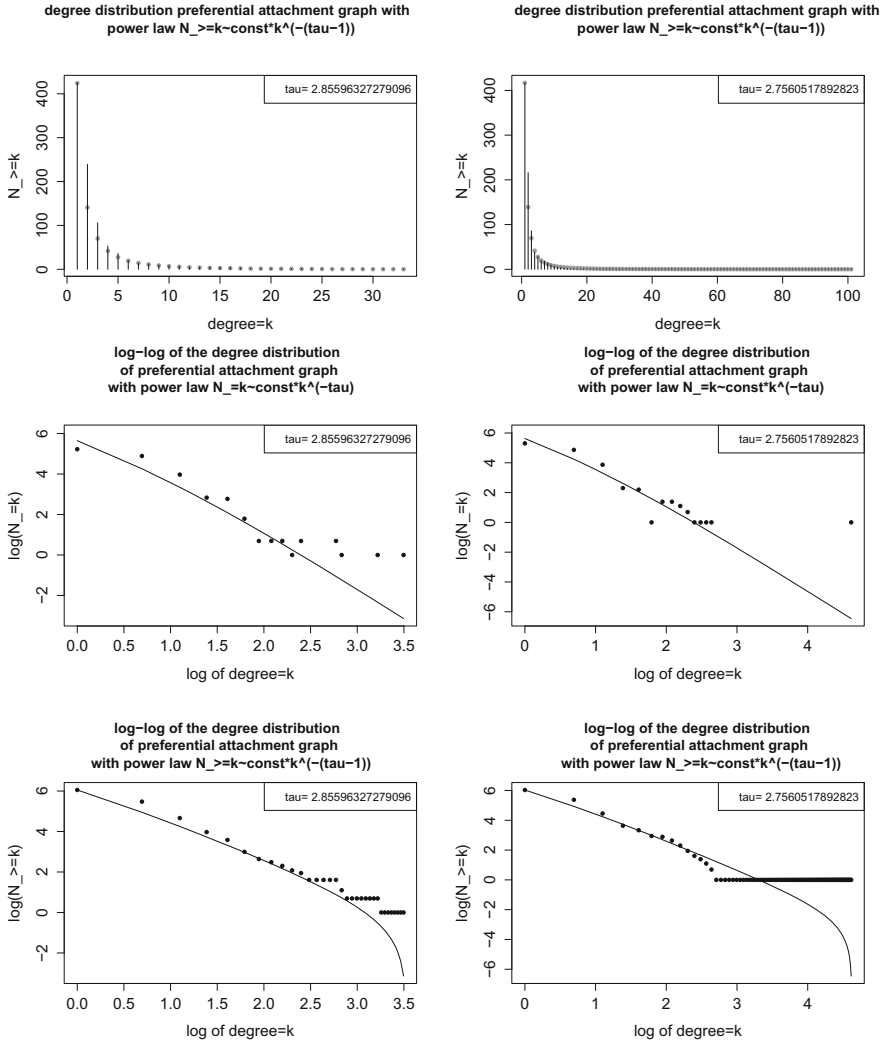 degree distribution preferential attachment graph with
power law N_>=k~const*k^(−(tau−1))
tau= 2.85596327279096
N_>=k
400
300
200
100
0
0 5 10 15 20 25 30
degree=k
degree distribution preferential attachment graph with
power law N_>=k~const*k^(−(tau−1))
tau= 2.7560517892823
N_>=k
400
300
200
100
0
0 20 40 60 80 100
degree=k
log−log of the degree distribution
of preferential attachment graph
with power law N_=k~const*k^(−tau)
tau= 2.85596327279096
log(N_=k)
6
4
2
0
−2
0.0 0.5 1.0 1.5 2.0 2.5 3.0 3.5
log of degree=k
log−log of the degree distribution
of preferential attachment graph
with power law N_=k~const*k^(−tau)
tau= 2.7560517892823
log(N_=k)
6
4
2
0
−2
−4
−6
0 1 2 3 4
log of degree=k
log−log of the degree distribution
of preferential attachment graph
with power law N_>=k~const*k^(−(tau−1))
tau= 2.85596327279096
log(N_>=k)
6
4
2
0
−2
0.0 0.5 1.0 1.5 2.0 2.5 3.0 3.5
log of degree=k
log−log of the degree distribution
of preferential attachment graph
with power law N_>=k~const*k^(−(tau−1))
tau= 2.7560517892823
log(N_>=k)
6
4
2
0
−2
−4
−6
0 1 2 3 4
log of degree=k